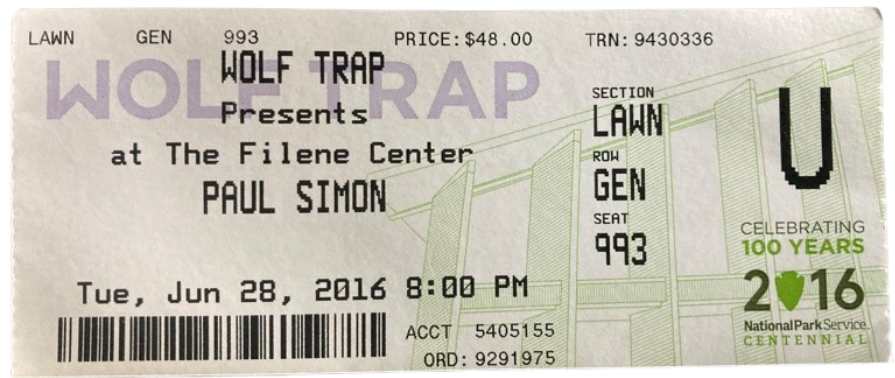 LAWN GEN 993 PRICE:$48.00 TRN: 9430336
WOLF TRAP
WOLF TRAP
Presents
at The Filene Center
PAUL SIMON
Tue, Jun 28, 2016 8:00 PM
ACCT 5405155
ORD: 9291975
SECTION
LAWN
ROW
GEN
SEAT
993
U
CELEBRATING
100 YEARS
2016
National Park Service
CENTENNIAL